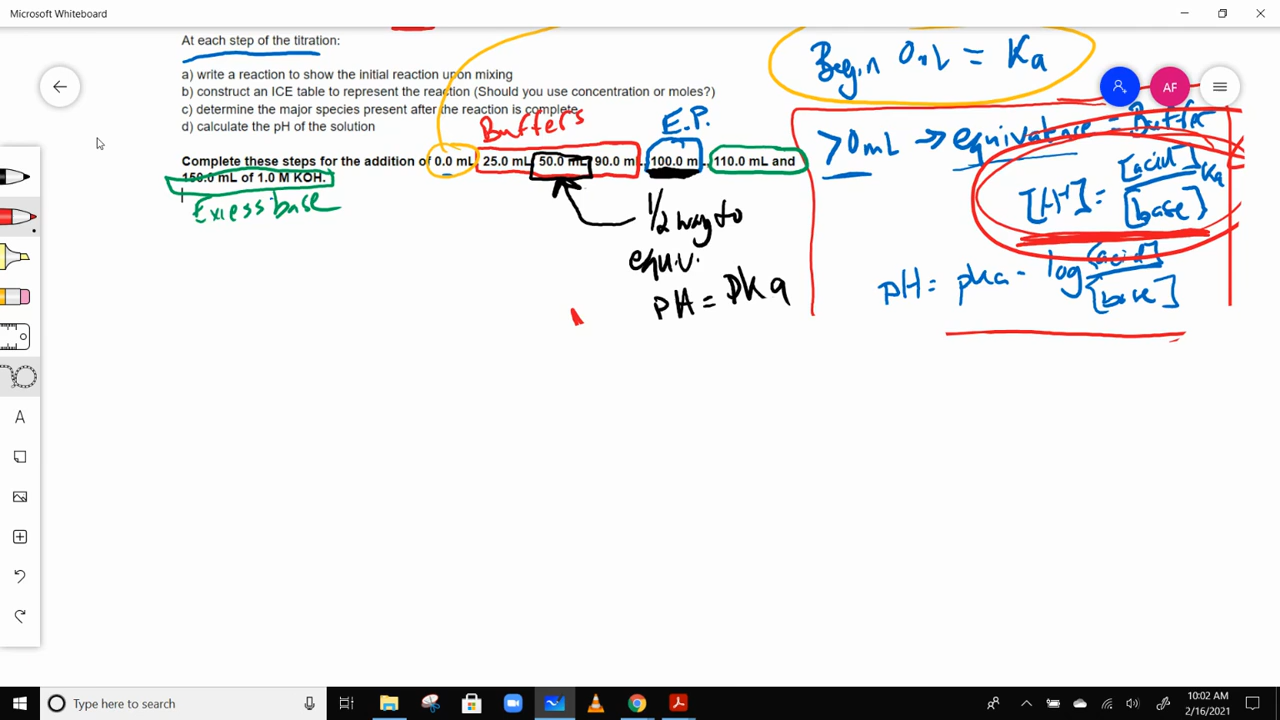 Microsoft Whiteboard
At each step of the titration:
Begin 0mL = Ka
a) write a reaction to show the initial reaction upon mixing
b) construct an ICE table to represent the reaction (Should you use concentration or moles?)
c) determine the major species present after the reaction is complete
d) calculate the pH of the solution
AF
Buffers
E.P.
>0mL → equivalence = Buffer
Complete these steps for the addition of 0.0 mL, 25.0 mL, 50.0 mL, 90.0 mL, 100.0 mL, 110.0 mL and
150.0 mL of 1.0 M KOH.
Excess base
[H+] = [acid]/[base] Ka
1/2 way to
equiv.
pH = pKa
pH = pKa - log [acid]/[base]
A
Type here to search
10:02 AM
2/16/2021